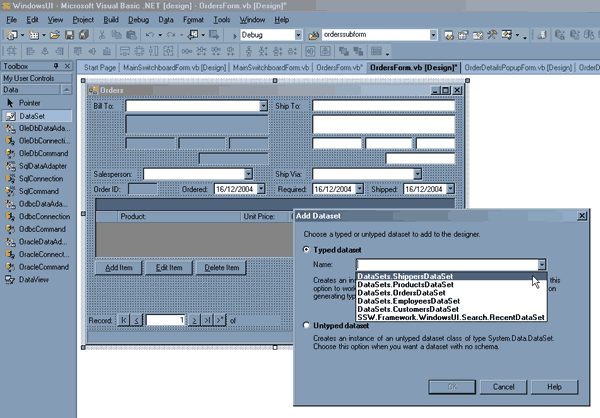 WindowsUI - Microsoft Visual Basic .NET [design] - OrdersForm.vb [Design]*
File Edit View Project Build Debug Data Format Tools Window Help
Debug orderssubform
Toolbox
Start Page MainSwitchboardForm.vb [Design] MainSwitchboardForm.vb OrdersForm.vb* OrdersForm.vb [Design]* OrderDetailsPopupForm.vb [Design] OrderD
My User Controls
Data
Pointer
DataSet
OleDbDataAda...
OleDbConnecti...
OleDbCommand
SqlDataAdapter
SqlConnection
SqlCommand
OdbcDataAdap...
OdbcConnection
OdbcCommand
OracleDataAda...
OracleConnecti...
OracleCommand
DataView
Orders
Bill To: Ship To:
Salesperson: Ship Via:
Order ID: Ordered: 16/12/2004 Required: 16/12/2004 Shipped: 16/12/2004
Product: Unit Price:
Add Item Edit Item Delete Item
Record: 1 of
Add Dataset
Choose a typed or untyped dataset to add to the designer.
Typed dataset
Name:
DataSets.ShippersDataSet
DataSets.ProductsDataSet
DataSets.OrdersDataSet
DataSets.EmployeesDataSet
DataSets.CustomersDataSet
SSW.Framework.WindowsUI.Search.RecentDataSet
Creates an in this
option to wo on
generating typ
Untyped dataset
Creates an instance of an untyped dataset class of type System.Data.DataSet.
Choose this option when you want a dataset with no schema.
OK Cancel Help